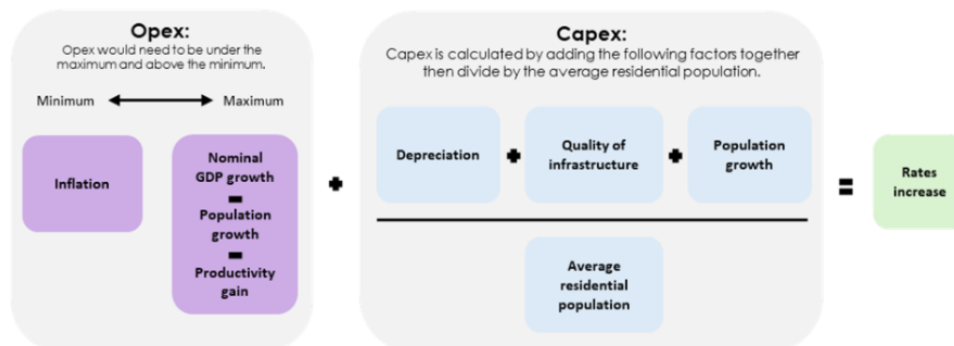 Opex:
Opex would need to be under the
maximum and above the minimum.
Minimum
Maximum
Inflation
Nominal
GDP growth
-
Population
growth
-
Productivity
gain
+
Capex:
Capex is calculated by adding the following factors together
then divide by the average residential population.
Depreciation
+
Quality of
infrastructure
+
Population
growth
Average
residential
population
=
Rates
increase